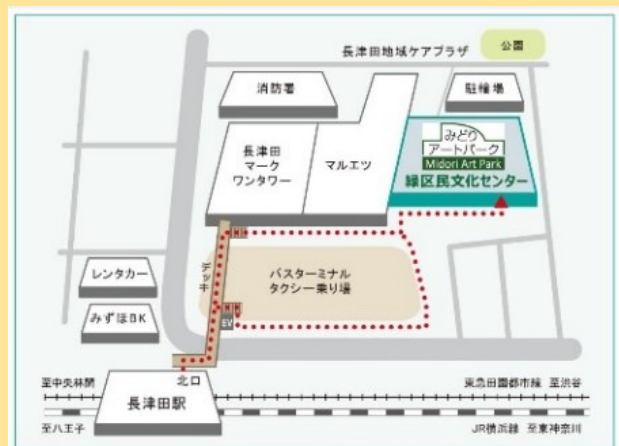 長津田地域ケアプラザ
公園
消防署
駐輪場
長津田
マーク
ワンタワー
マルエツ
みどり
アートパーク
Midori Art Park
緑区民文化センター
デッキ
レンタカー
みずほBK
バスターミナル
タクシー乗り場
EV
北口
長津田駅
至中央林間
東急田園都市線 至渋谷
至八王子
JR横浜線 至東神奈川